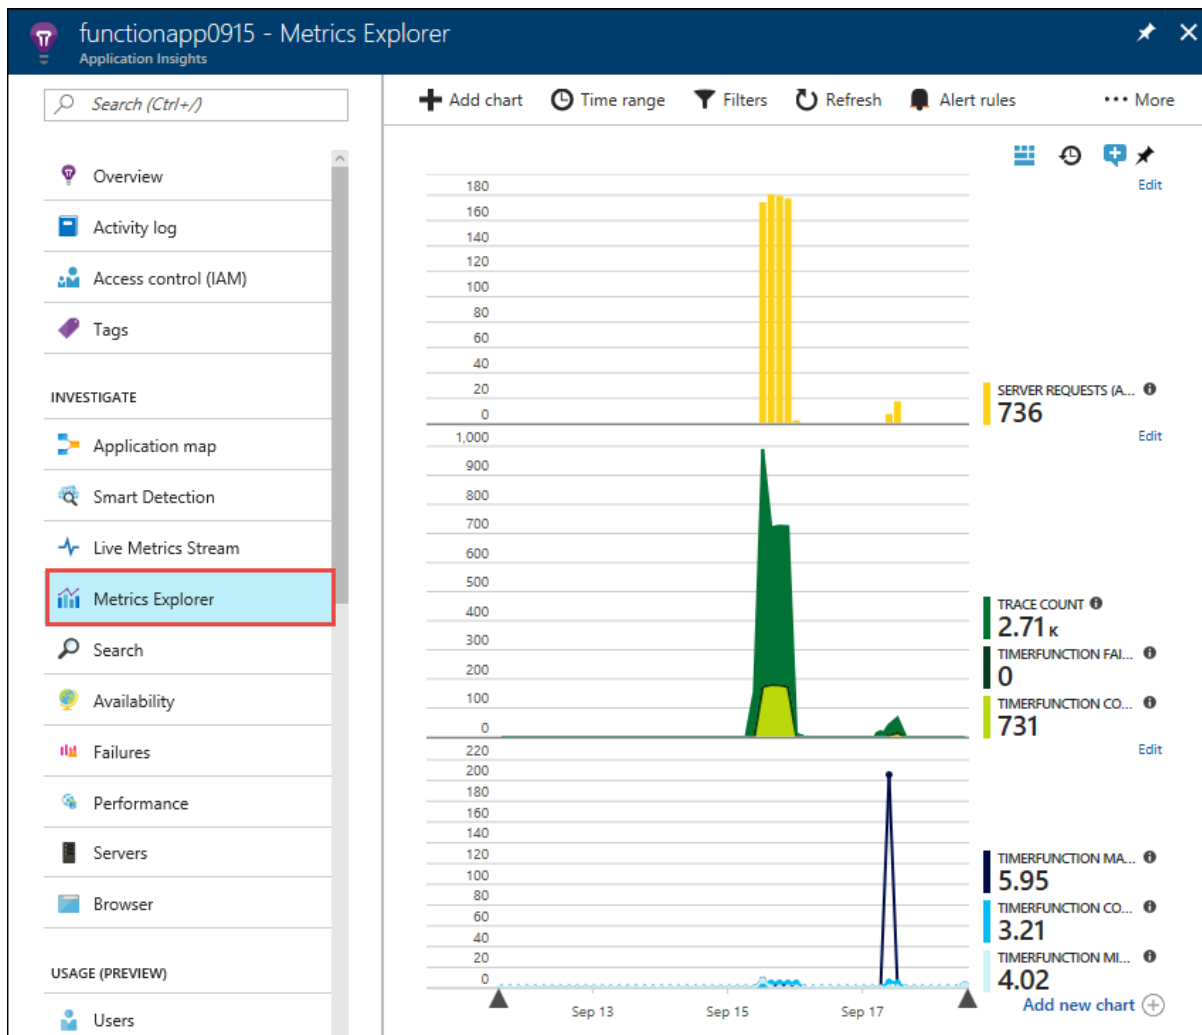 functionapp0915 - Metrics Explorer
Application Insights
Search (Ctrl+/)
Overview
Activity log
Access control (IAM)
Tags
INVESTIGATE
Application map
Smart Detection
Live Metrics Stream
Metrics Explorer
Search
Availability
Failures
Performance
Servers
Browser
USAGE (PREVIEW)
Users
Add chart Time range Filters Refresh Alert rules ••• More
Edit
180
160
140
120
100
80
60
40
20
0
SERVER REQUESTS (A...
736
Edit
1,000
900
800
700
600
500
400
300
200
100
0
TRACE COUNT
2.71 K
TIMERFUNCTION FAI...
0
TIMERFUNCTION CO...
731
Edit
220
200
180
160
140
120
100
80
60
40
20
0
TIMERFUNCTION MA...
5.95
TIMERFUNCTION CO...
3.21
TIMERFUNCTION MI...
4.02
Sep 13 Sep 15 Sep 17
Add new chart